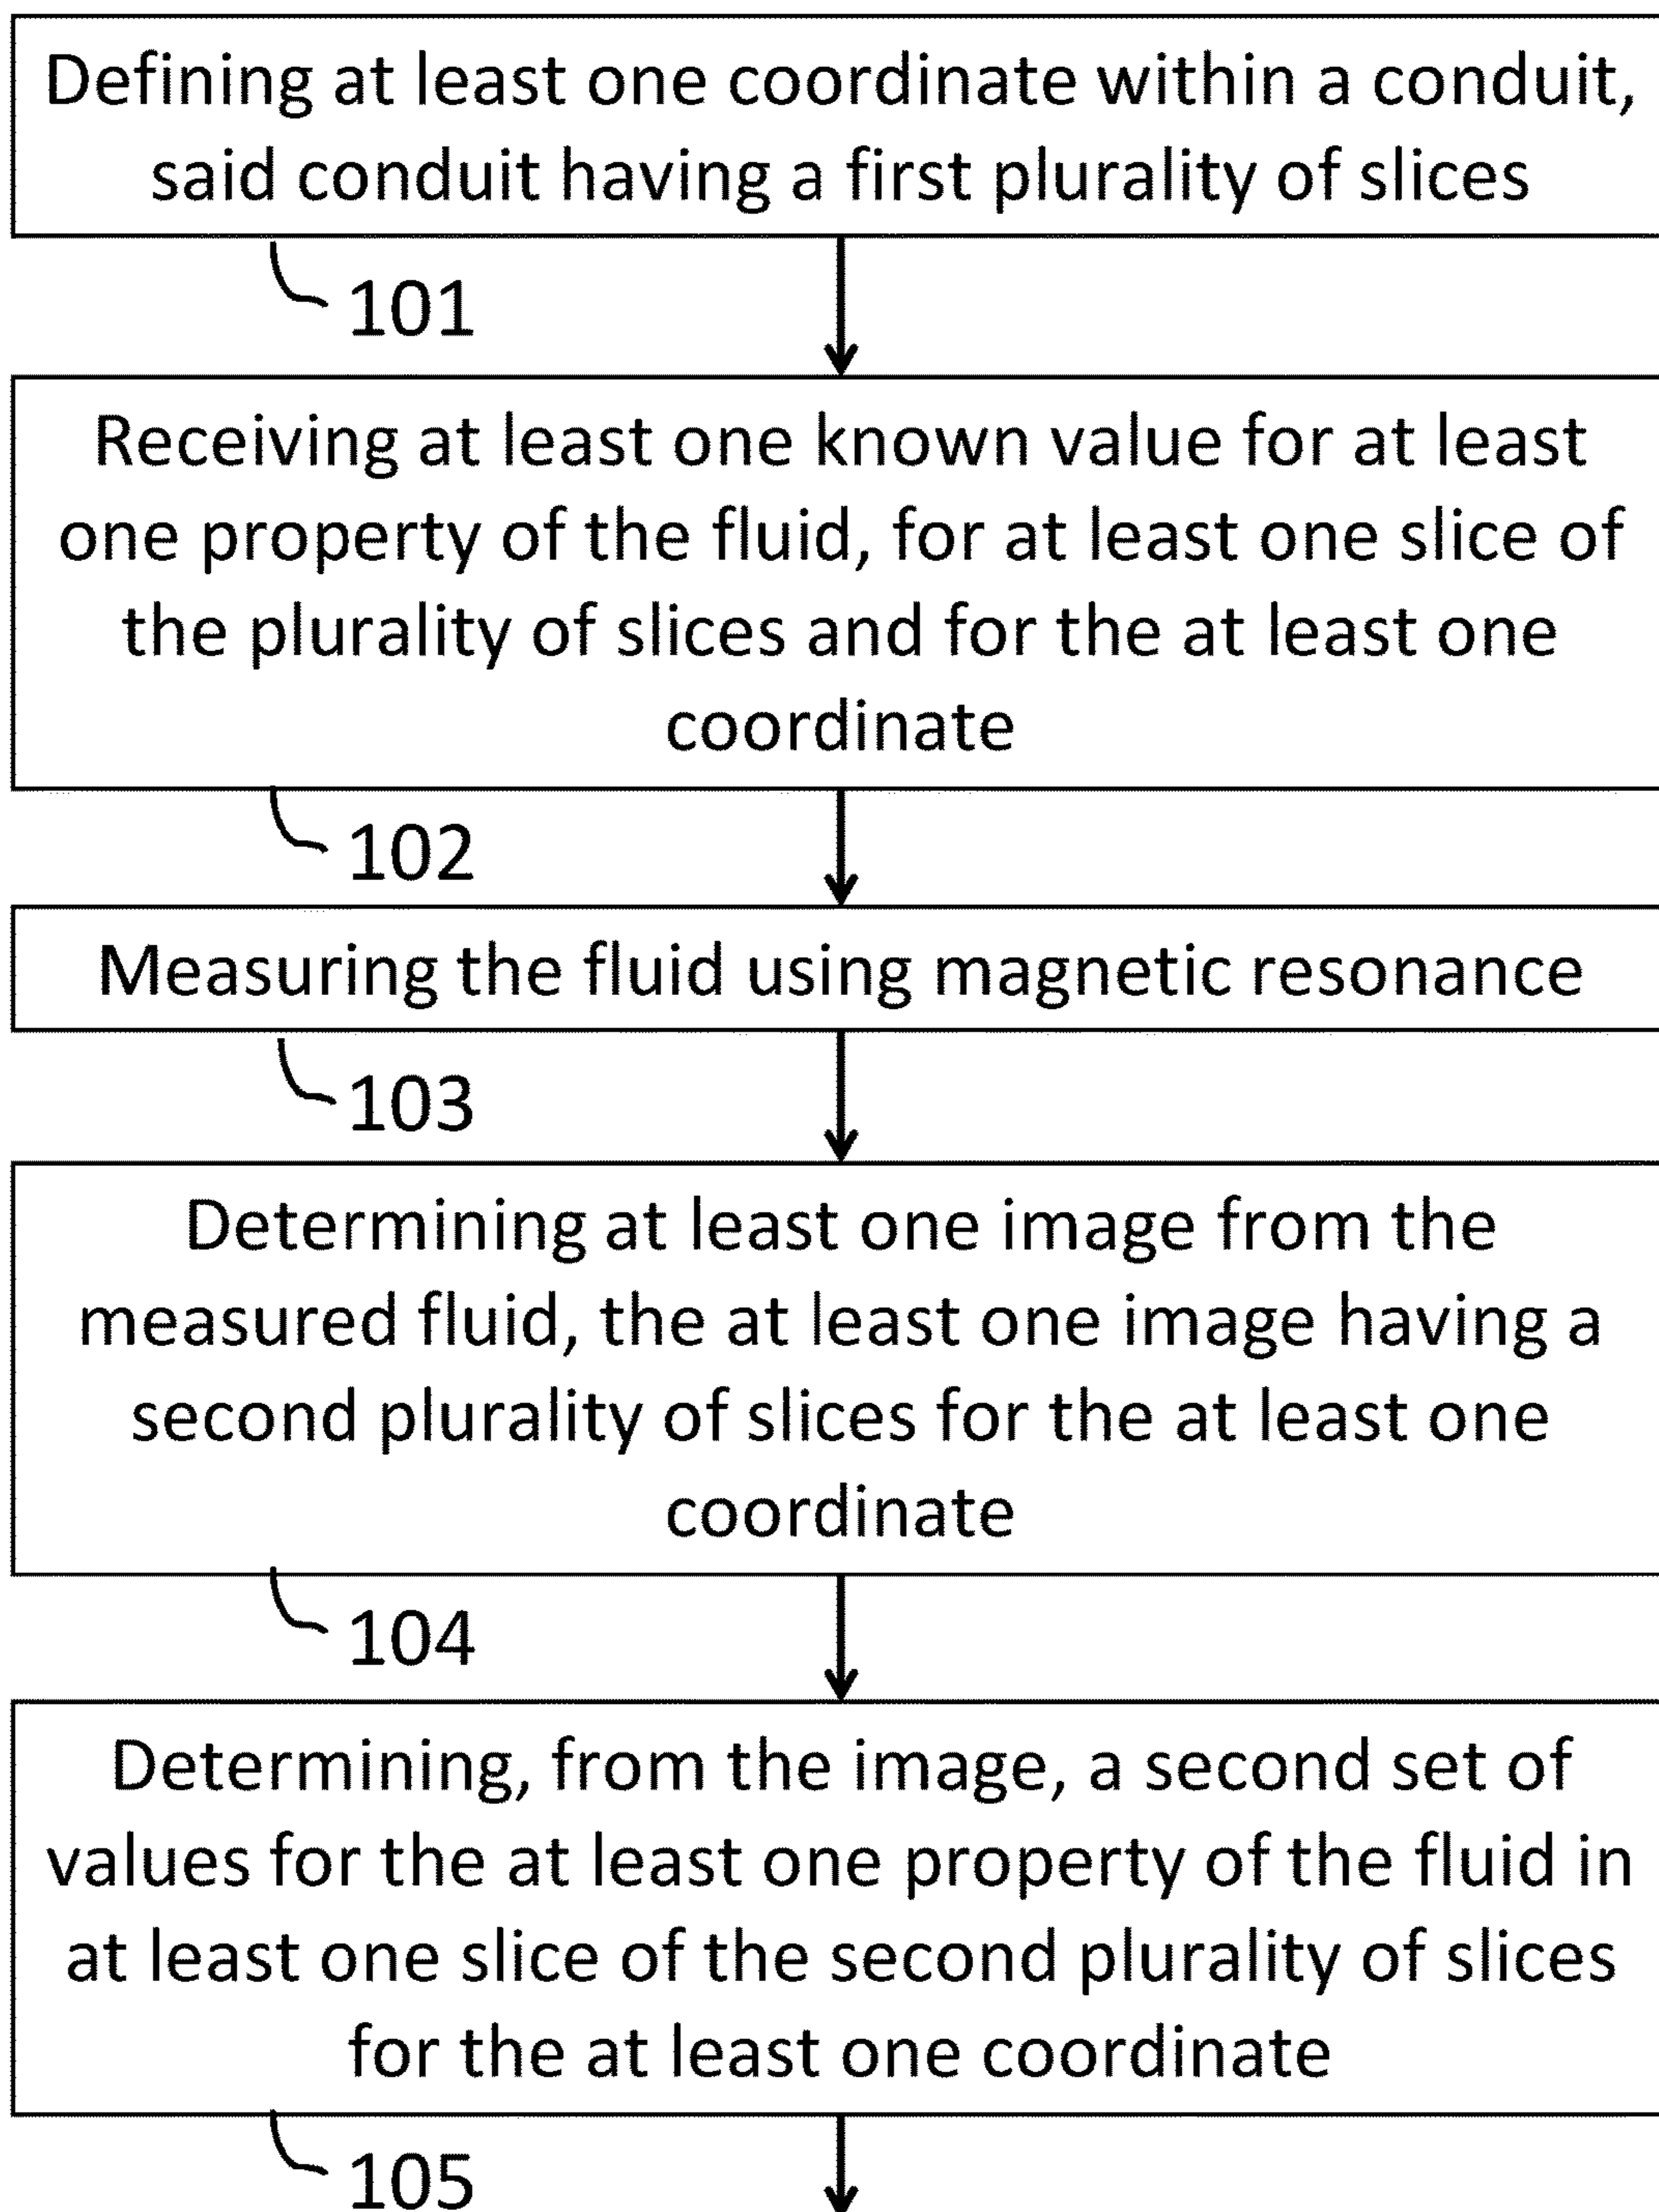 Defining at least one coordinate within a conduit,
said conduit having a first plurality of slices
101
Receiving at least one known value for at least
one property of the fluid, for at least one slice of
the plurality of slices and for the at least one
coordinate
102
Measuring the fluid using magnetic resonance
103
Determining at least one image from the
measured fluid, the at least one image having a
second plurality of slices for the at least one
coordinate
104
Determining, from the image, a second set of
values for the at least one property of the fluid in
at least one slice of the second plurality of slices
for the at least one coordinate
105